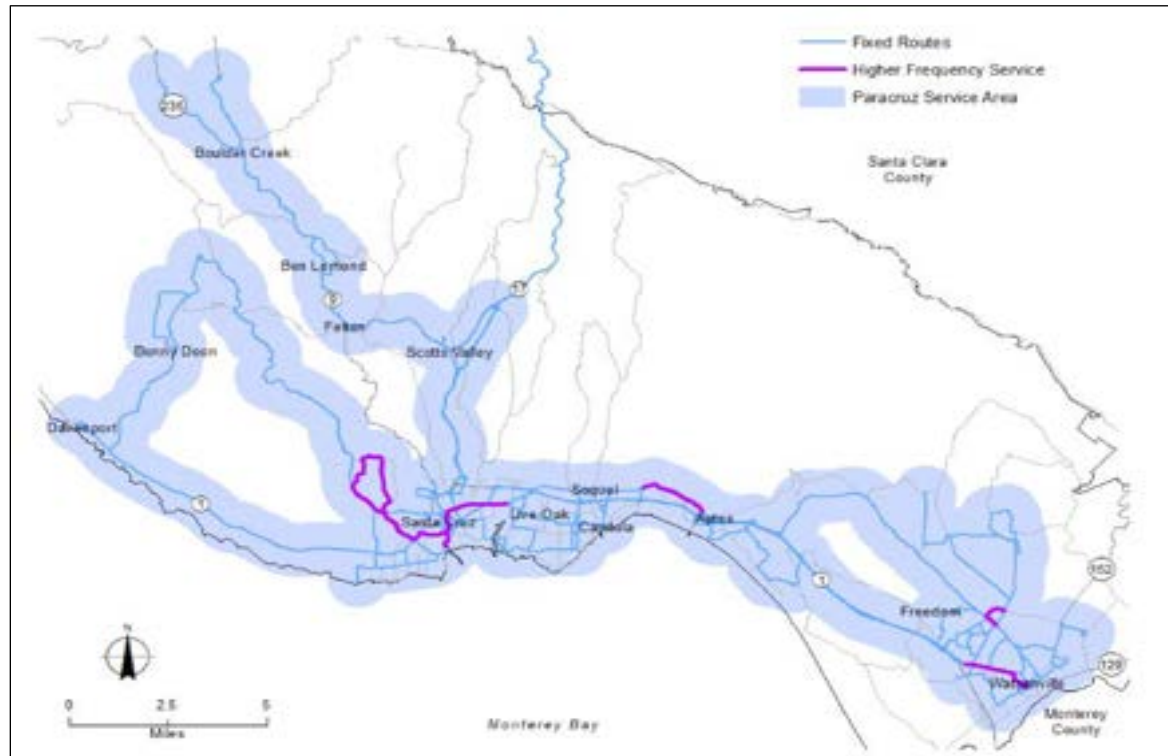 Fixed Routes
Higher Frequency Service
Paracruz Service Area
236
Boulder Creek
Santa Clara
County
Ben Lomond
17
9
Felton
Bonny Doon
Scotts Valley
Davenport
1
Soquel
Santa Cruz
Live Oak
Aptos
Capitola
1
152
Freedom
129
Watsonville
N
0
2.5
5
Miles
Monterey Bay
Monterey
County